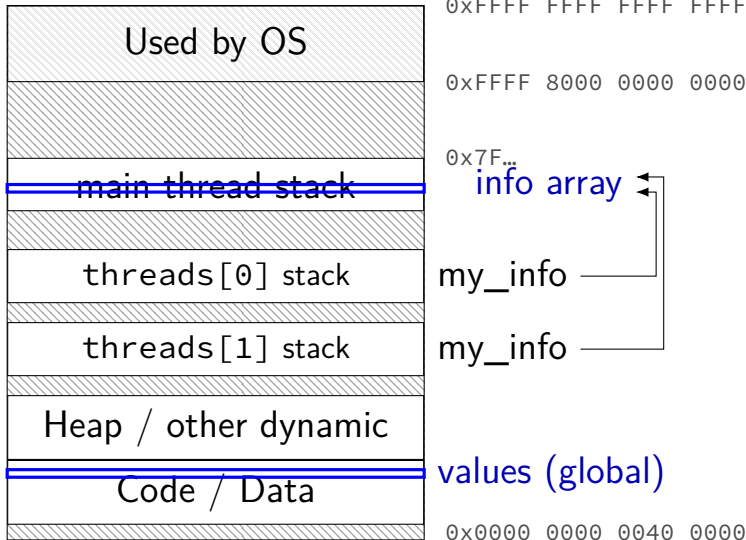 0xFFFF FFFF FFFF FFFF
Used by OS
0xFFFF 8000 0000 0000
0x7F…
main thread stack
info array
threads[0] stack
my_info
threads[1] stack
my_info
Heap / other dynamic
values (global)
Code / Data
0x0000 0000 0040 0000